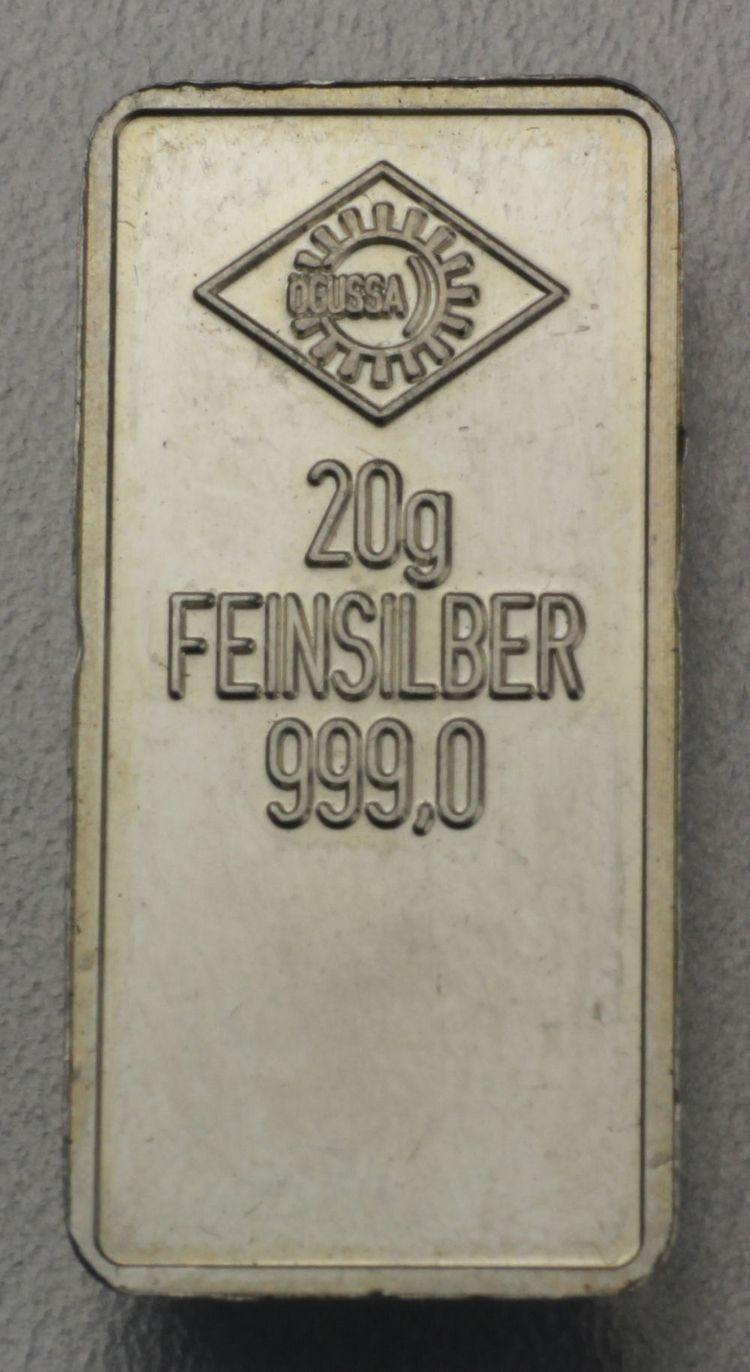 ÖGUSSA
20g
FEINSILBER
999,0